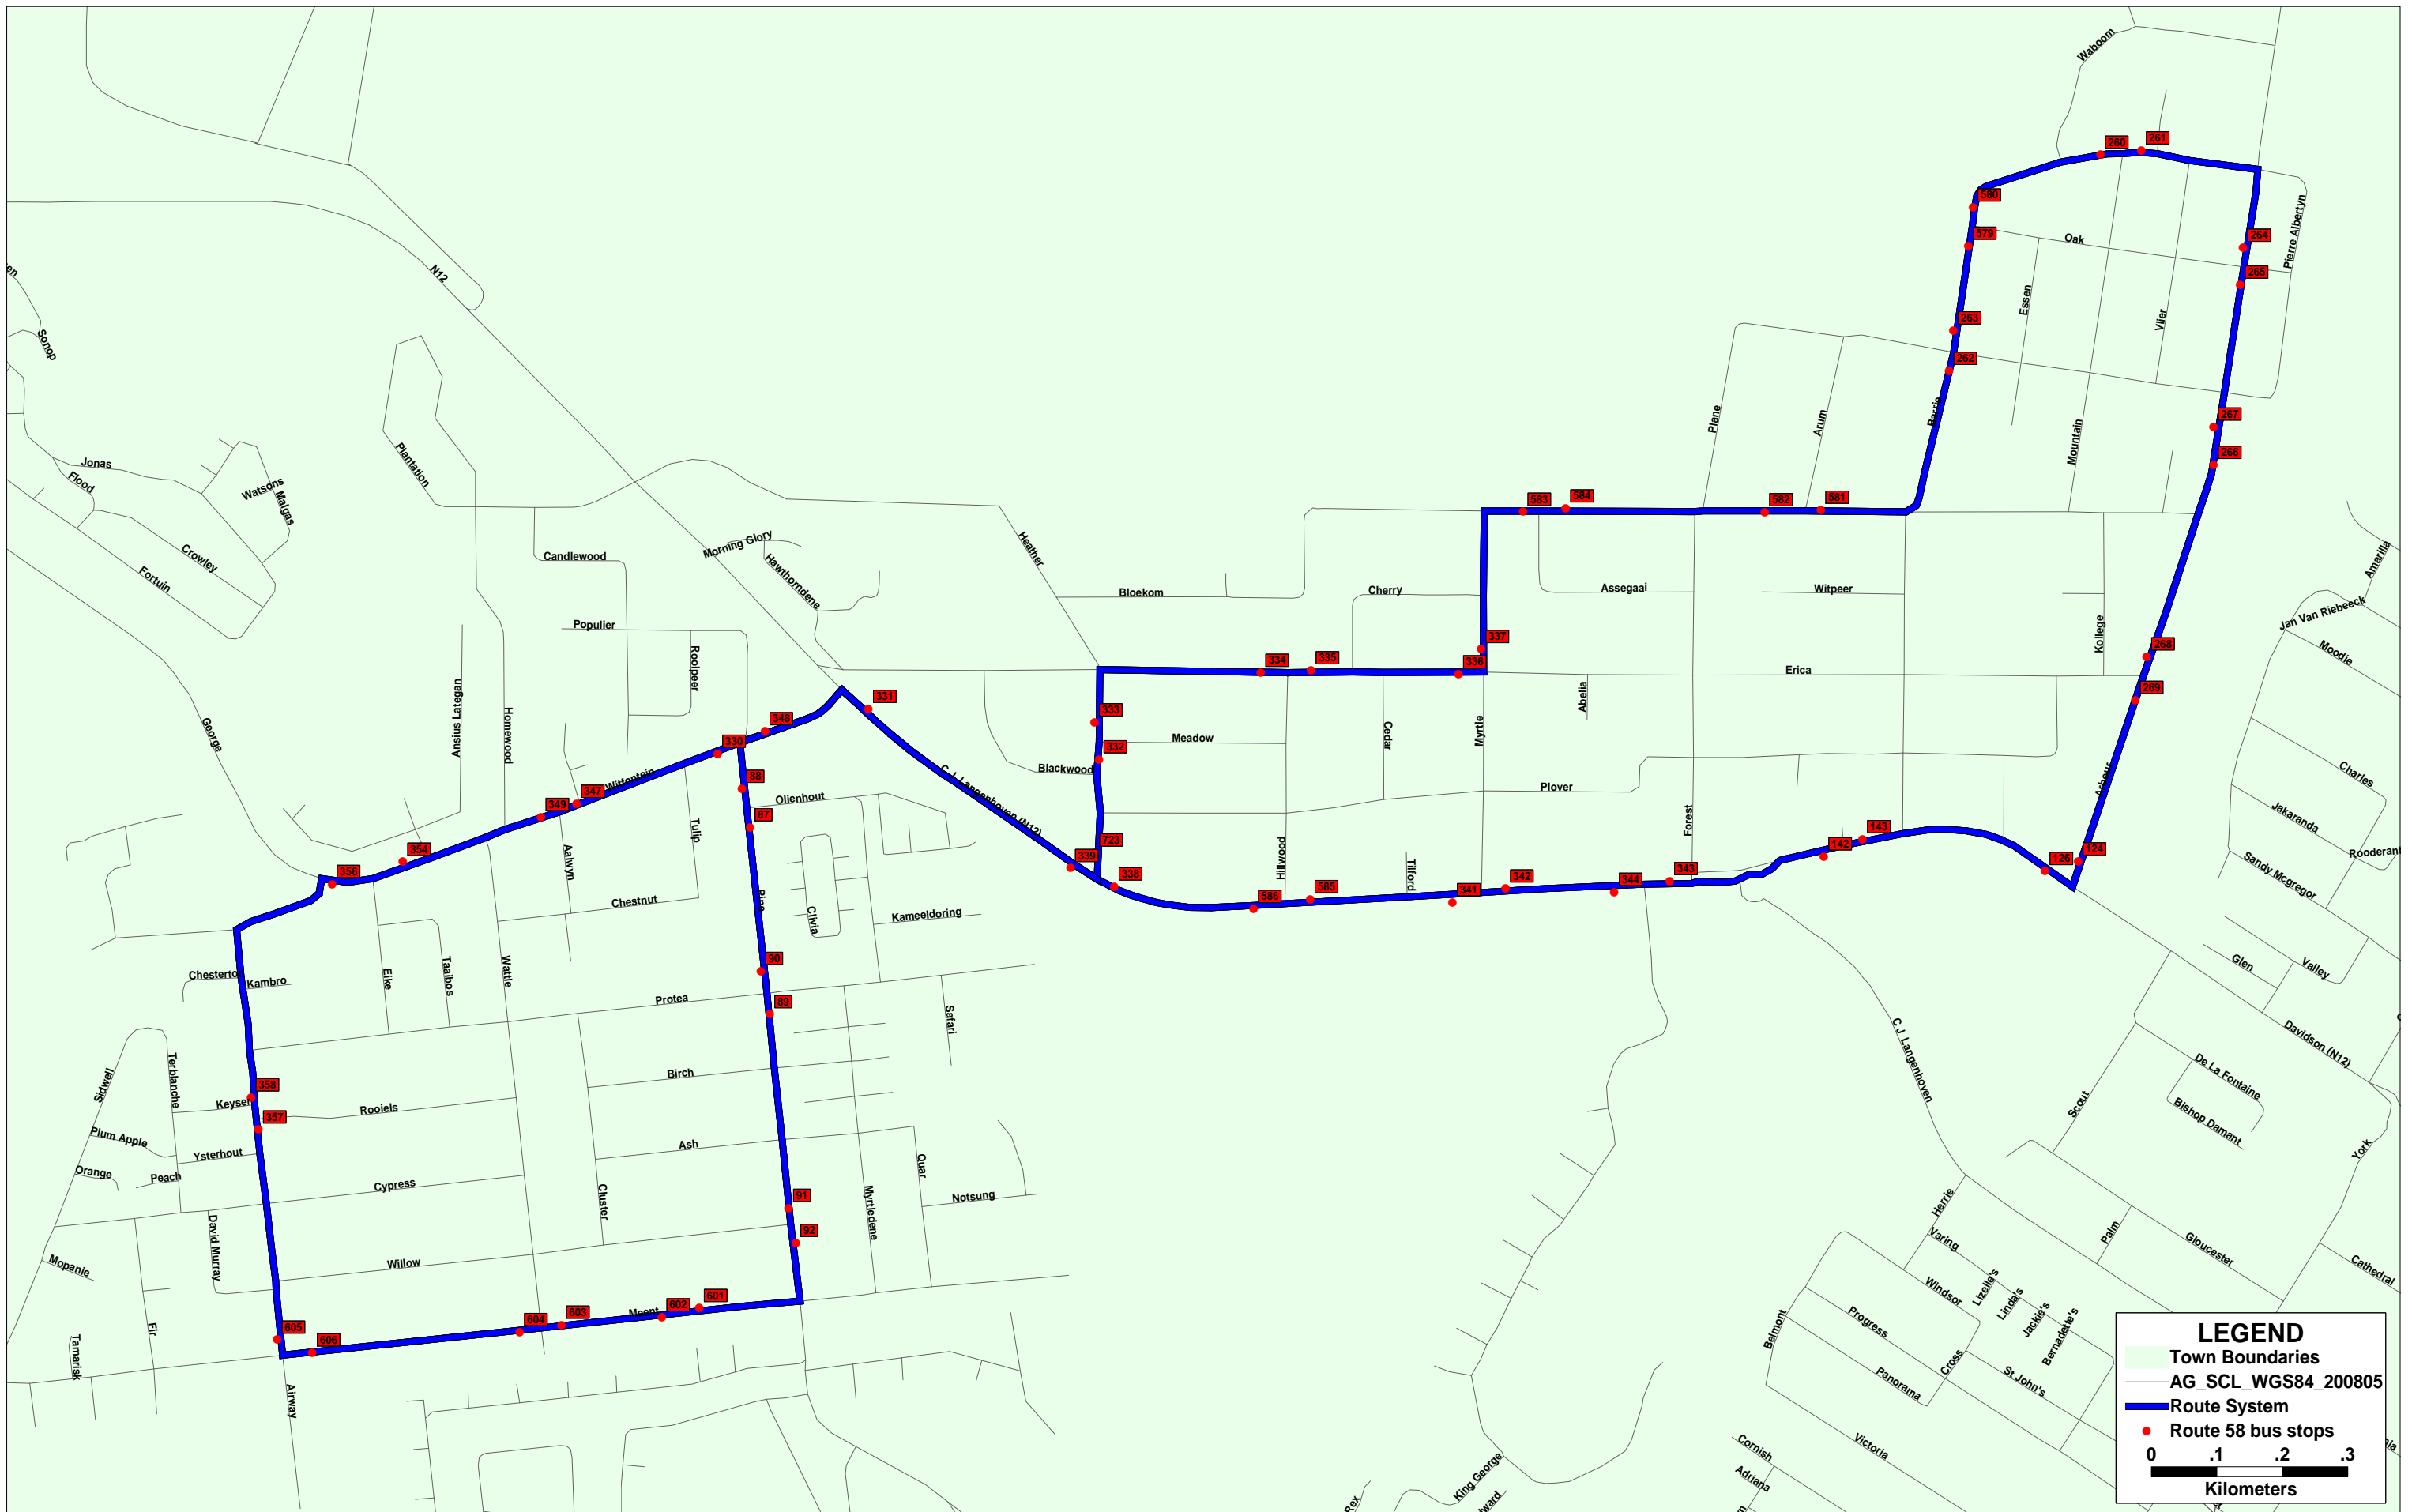 Waboom
260
261
580
579
Oak
264
265
Pierre Albertyn
N12
Sonop
Essen
Vlier
263
262
Barrie
Plane
Arum
Mountain
267
266
Jonas
Flood
Watsons
Malgas
Plantation
Crowley
Fortuin
Candlewood
Morning Glory
Hawthorndene
Heather
583
584
582
581
Amarilla
Bloekom
Cherry
Assegaai
Witpeer
Jan Van Riebeeck
Moodie
Populier
Rooipeer
337
336
334
335
Kollege
268
Erica
269
George
Ansius Lategan
Homewood
348
331
333
332
Meadow
Cedar
Myrtle
Abelia
330
Witfontein
88
Blackwood
C J Langenhoven (N12)
Plover
Arbour
Charles
Jakaranda
347
349
87
Olienhout
Tulip
Aalwyn
Forest
143
142
723
339
338
Hillwood
Tilford
126
124
Rooderant
Sandy Mcgregor
354
356
Pine
Clivia
Chestnut
Kameeldoring
586
585
341
342
344
343
Glen
Valley
Chesterton
Kambro
Eike
Taaibos
Wattle
90
89
Protea
Safari
C J Langenhoven
Davidson (N12)
De La Fontaine
Bishop Damant
Scout
York
Sidwell
Terblanche
Birch
358
357
Keyser
Rooiels
Plum Apple
Ysterhout
Orange
Peach
Ash
Quar
Cypress
Cluster
91
92
Myrtledene
Notsung
David Murray
Willow
Mopanie
Herrie
Varing
Palm
Gloucester
Cathedral
Windsor
Lizelle's
Linda's
Jackie's
Bernadette's
Fir
Tamarisk
605
606
604
603
Moent
602
601
Airway
Belmont
Progress
Panorama
Cross
St John's
Cornish
Adriana
Victoria
King George
Rex
LEGEND
Town Boundaries
AG_SCL_WGS84_200805
Route System
Route 58 bus stops
0 .1 .2 .3
Kilometers